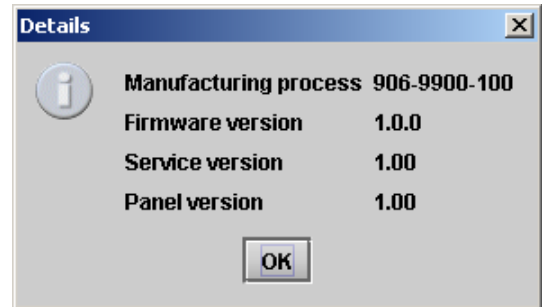 Details
Manufacturing process 906-9900-100
Firmware version 1.0.0
Service version 1.00
Panel version 1.00
OK